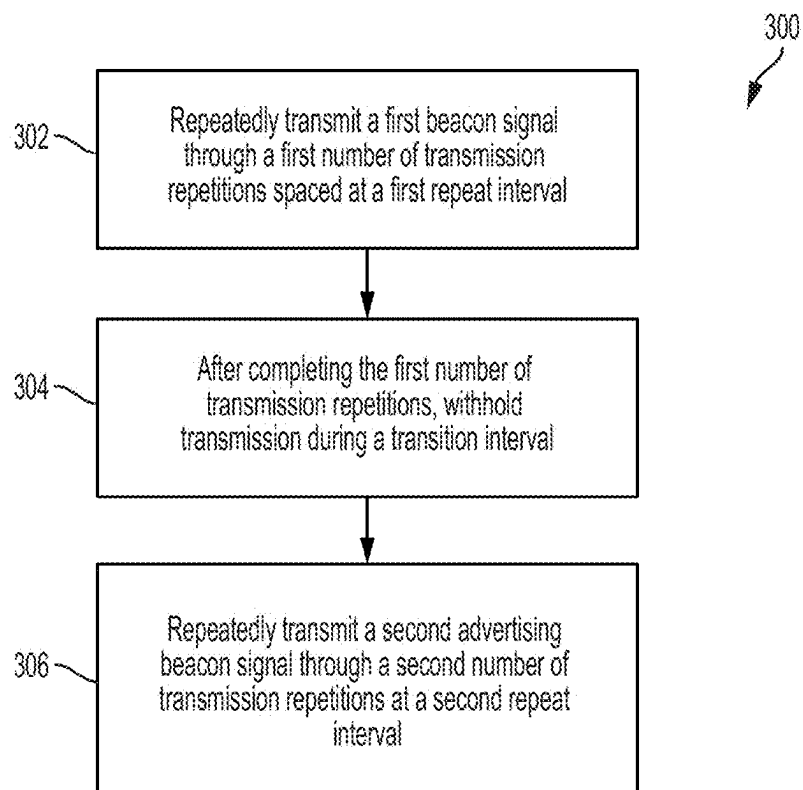 300
302
Repeatedly transmit a first beacon signal
through a first number of transmission
repetitions spaced at a first repeat interval
304
After completing the first number of
transmission repetitions, withhold
transmission during a transition interval
306
Repeatedly transmit a second advertising
beacon signal through a second number of
transmission repetitions at a second repeat
interval